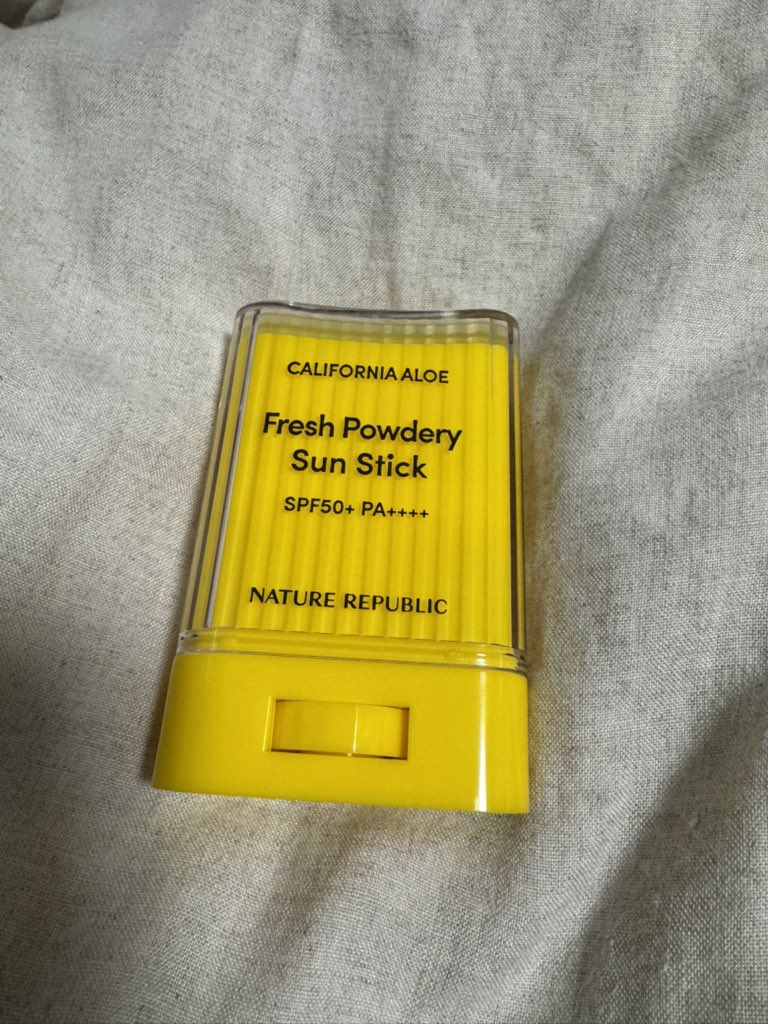 CALIFORNIA ALOE
Fresh Powdery
Sun Stick
SPF50+ PA++++
NATURE REPUBLIC